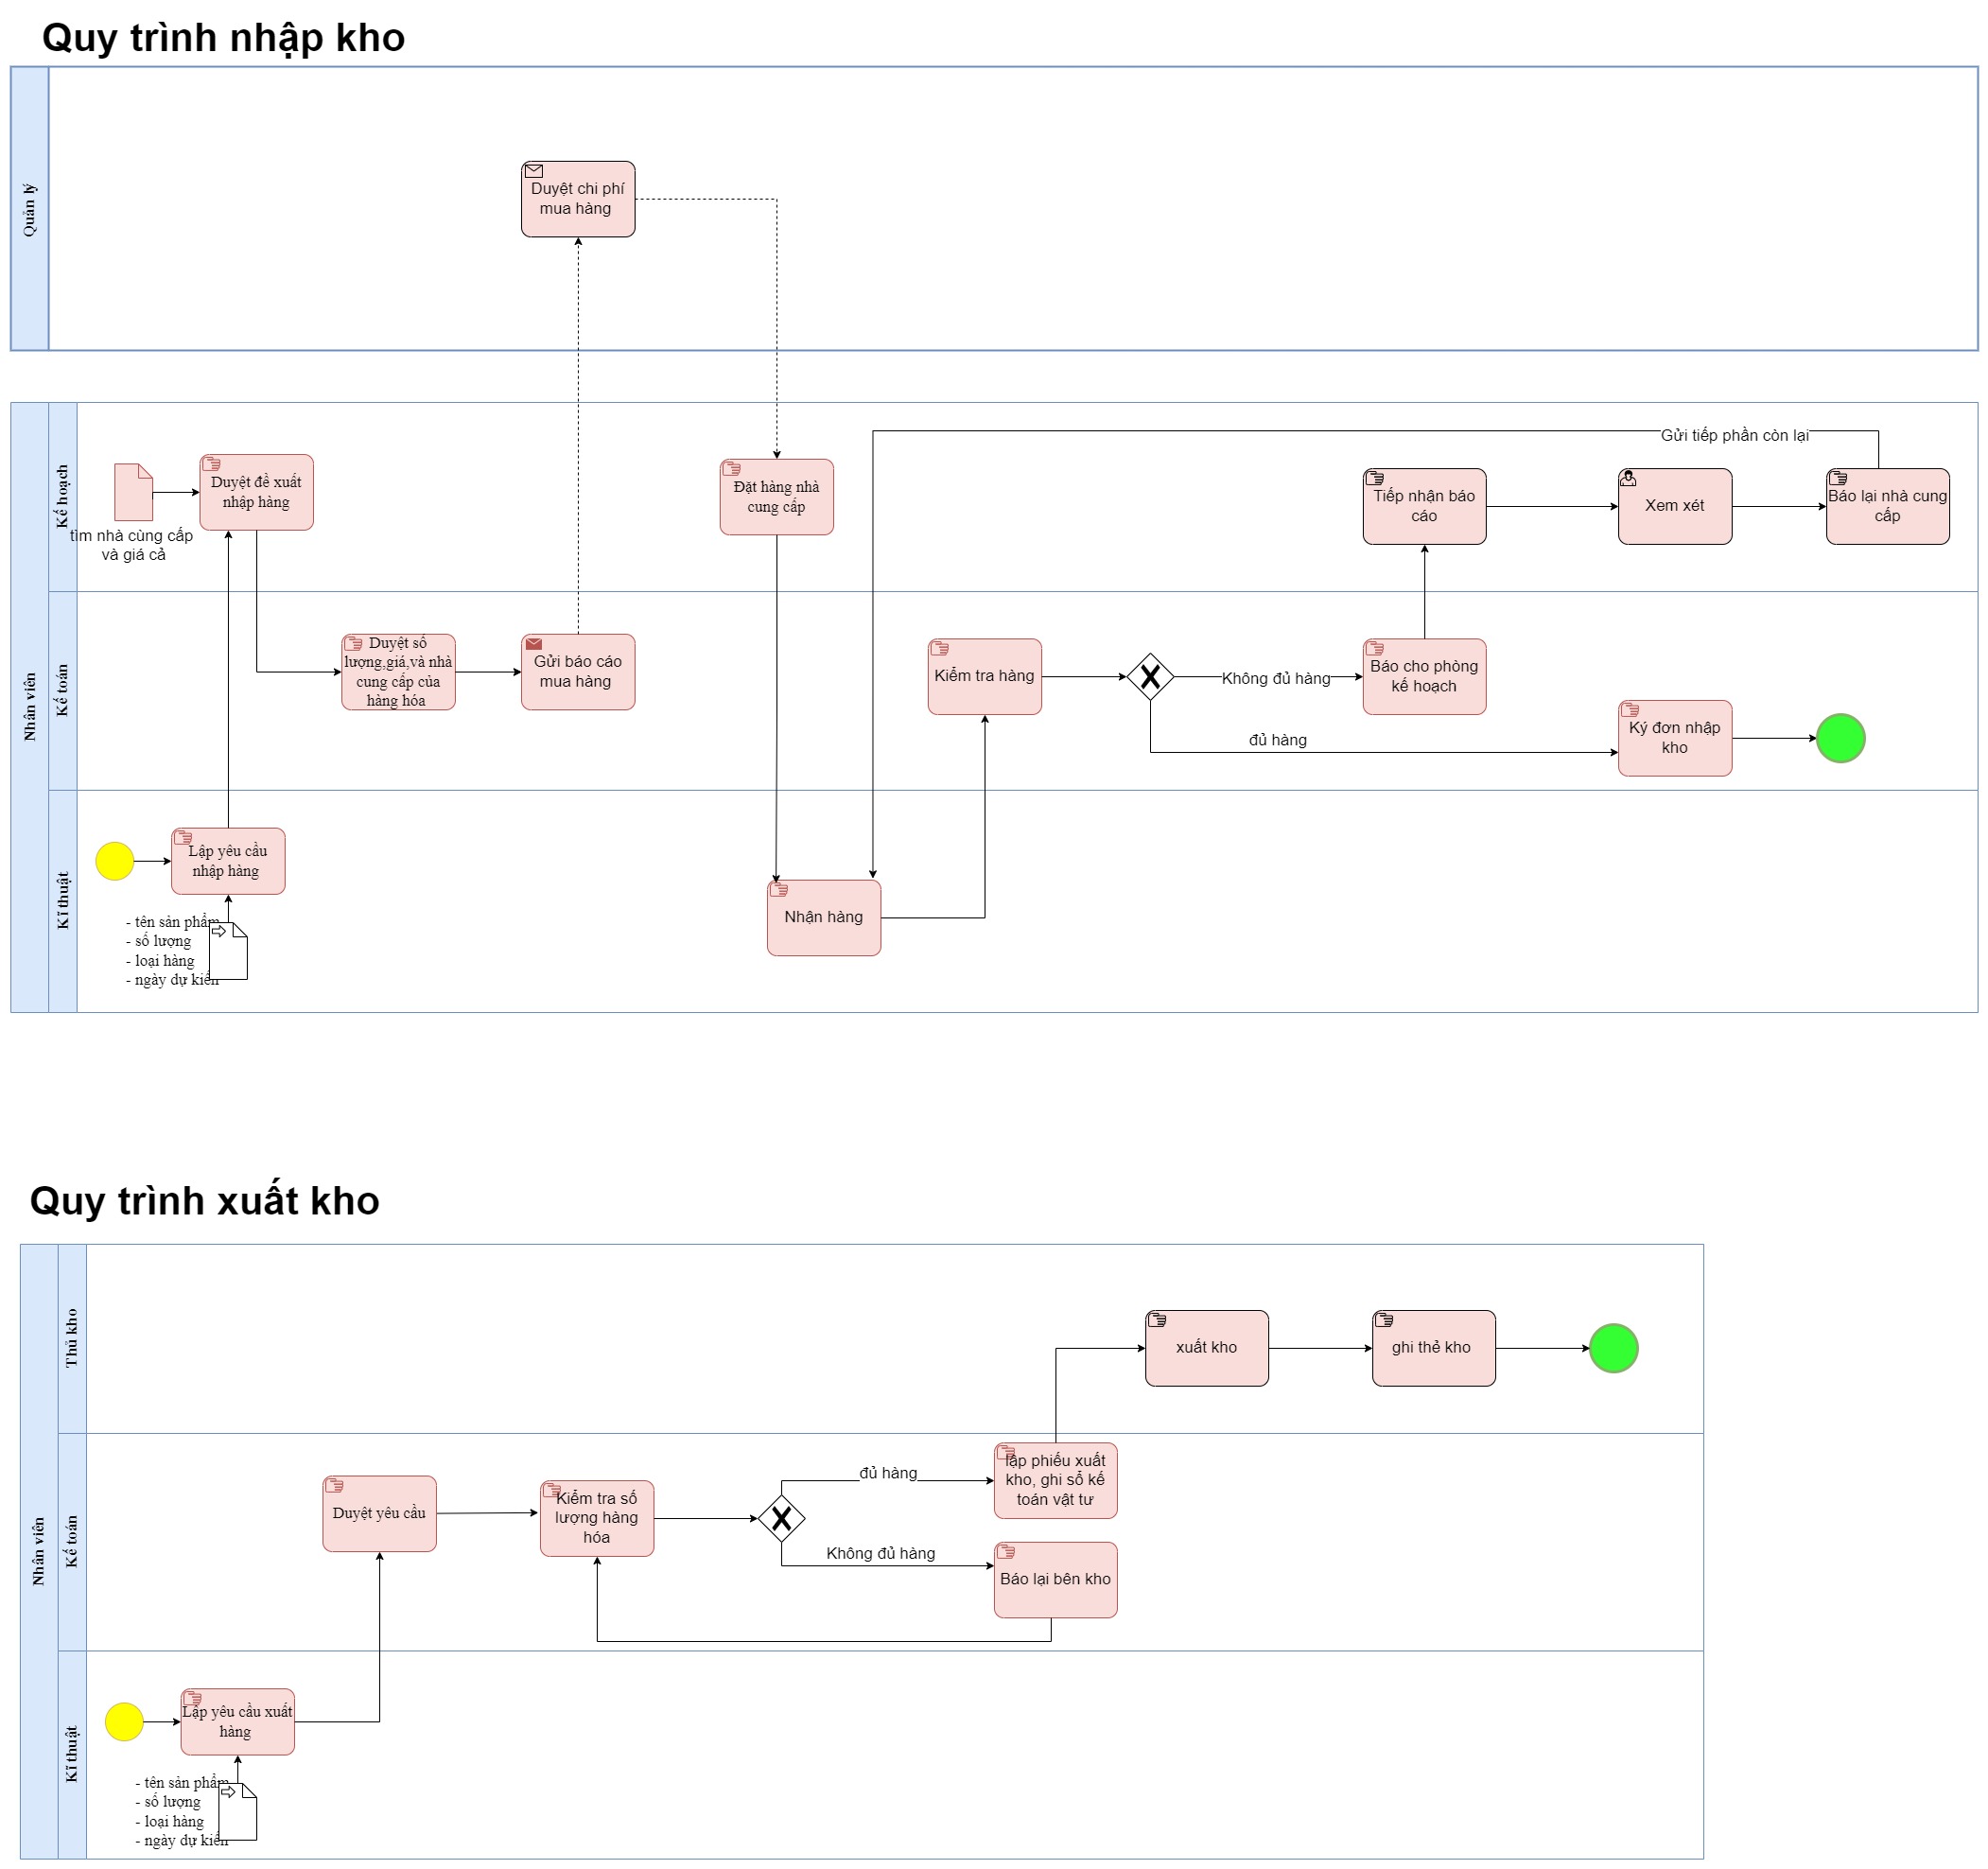 Quy trình nhập kho
Quản lý
Duyệt chi phí
mua hàng
Nhân viên
Kế hoạch
tìm nhà cùng cấp
và giá cả
Duyệt đề xuất
nhập hàng
Đặt hàng nhà
cung cấp
Gửi tiếp phần còn lại
Tiếp nhận báo
cáo
Xem xét
Báo lại nhà cung
cấp
Kế toán
Duyệt số
lượng,giá,và nhà
cung cấp của
hàng hóa
Gửi báo cáo
mua hàng
Kiểm tra hàng
Không đủ hàng
Báo cho phòng
kế hoạch
đủ hàng
Ký đơn nhập
kho
Kĩ thuật
Lập yêu cầu
nhập hàng
- tên sản phẩm
- số lượng
- loại hàng
- ngày dự kiến
Nhận hàng
Quy trình xuất kho
Nhân viên
Thủ kho
xuất kho
ghi thẻ kho
Kế toán
Duyệt yêu cầu
Kiểm tra số
lượng hàng
hóa
đủ hàng
lập phiếu xuất
kho, ghi sổ kế
toán vật tư
Không đủ hàng
Báo lại bên kho
Kĩ thuật
Lập yêu cầu xuất
hàng
- tên sản phẩm
- số lượng
- loại hàng
- ngày dự kiến